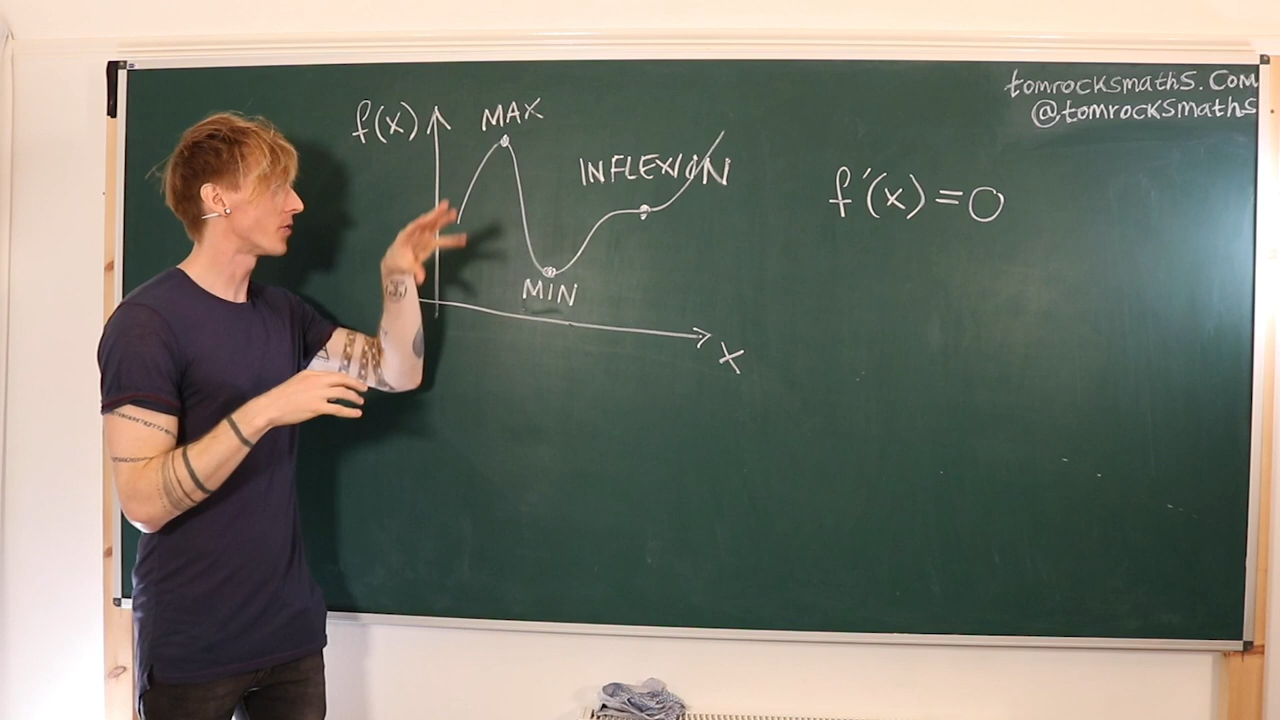 tomrocksmaths.com
@tomrocksmaths
f(x)
MAX
INFLEXION
f'(x)=0
MIN
x